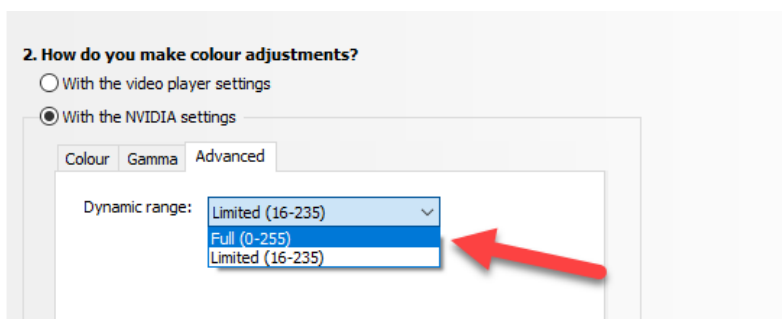 2. How do you make colour adjustments?
With the video player settings
With the NVIDIA settings
Colour Gamma Advanced
Dynamic range: Limited (16-235)
Full (0-255)
Limited (16-235)